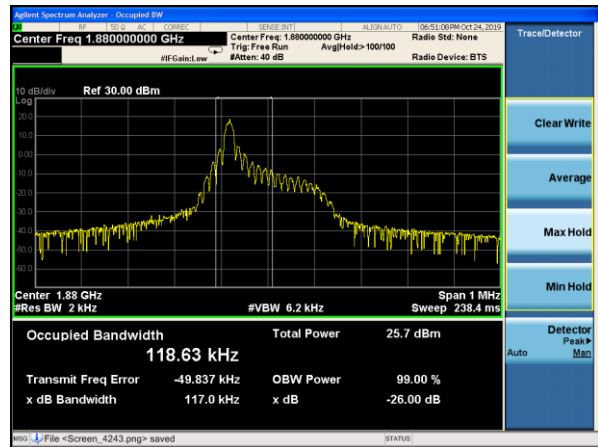 Agilent Spectrum Analyzer - Occupied BW
RF 50 Ω AC CORREC SENSE:INT ALIGNAUTO 06:51:08PM Oct 24, 2019
Center Freq 1.880000000 GHz
Center Freq: 1.880000000 GHz
Radio Std: None
Trig: Free Run Avg|Hold:> 100/100
#IFGain:Low #Atten: 40 dB Radio Device: BTS
Trace/Detector
10 dB/div Ref 30.00 dBm
Log
20.0
10.0
0.00
-10.0
-20.0
-30.0
-40.0
-50.0
-60.0
Clear Write
Average
Max Hold
Min Hold
Detector
Peak▶
Auto Man
Center 1.88 GHz Span 1 MHz
#Res BW 2 kHz #VBW 6.2 kHz Sweep 238.4 ms
Occupied Bandwidth Total Power 25.7 dBm
118.63 kHz
Transmit Freq Error -49.837 kHz OBW Power 99.00 %
x dB Bandwidth 117.0 kHz x dB -26.00 dB
MSG File <Screen_4243.png> saved STATUS